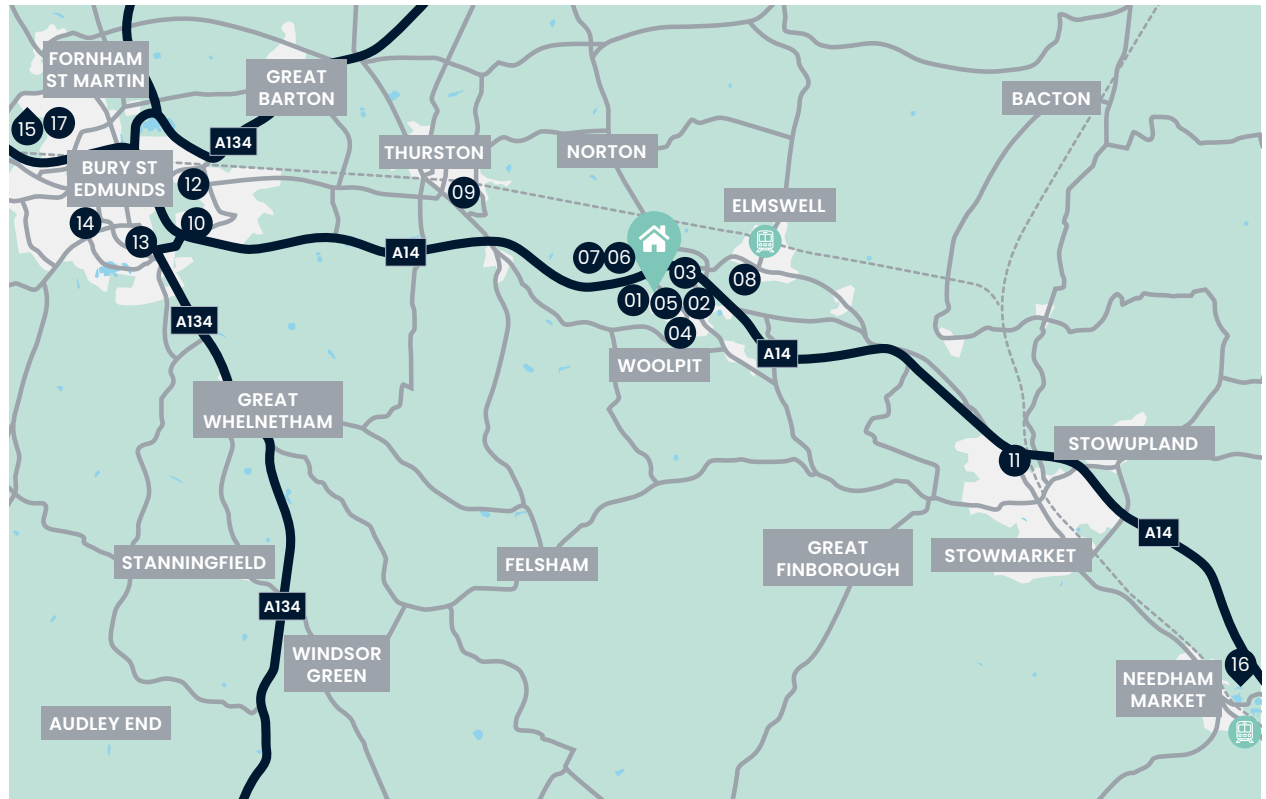 FORNHAM
ST MARTIN
GREAT
BARTON
BACTON
15
17
A134
THURSTON
NORTON
BURY ST
EDMUNDS
12
09
ELMSWELL
14
10
13
A14
07
06
03
08
01
05
02
04
A134
A14
WOOLPIT
GREAT
WHELNETHAM
STOWUPLAND
11
A14
STANNINGFIELD
FELSHAM
GREAT
FINBOROUGH
STOWMARKET
A134
WINDSOR
GREEN
16
NEEDHAM
MARKET
AUDLEY END